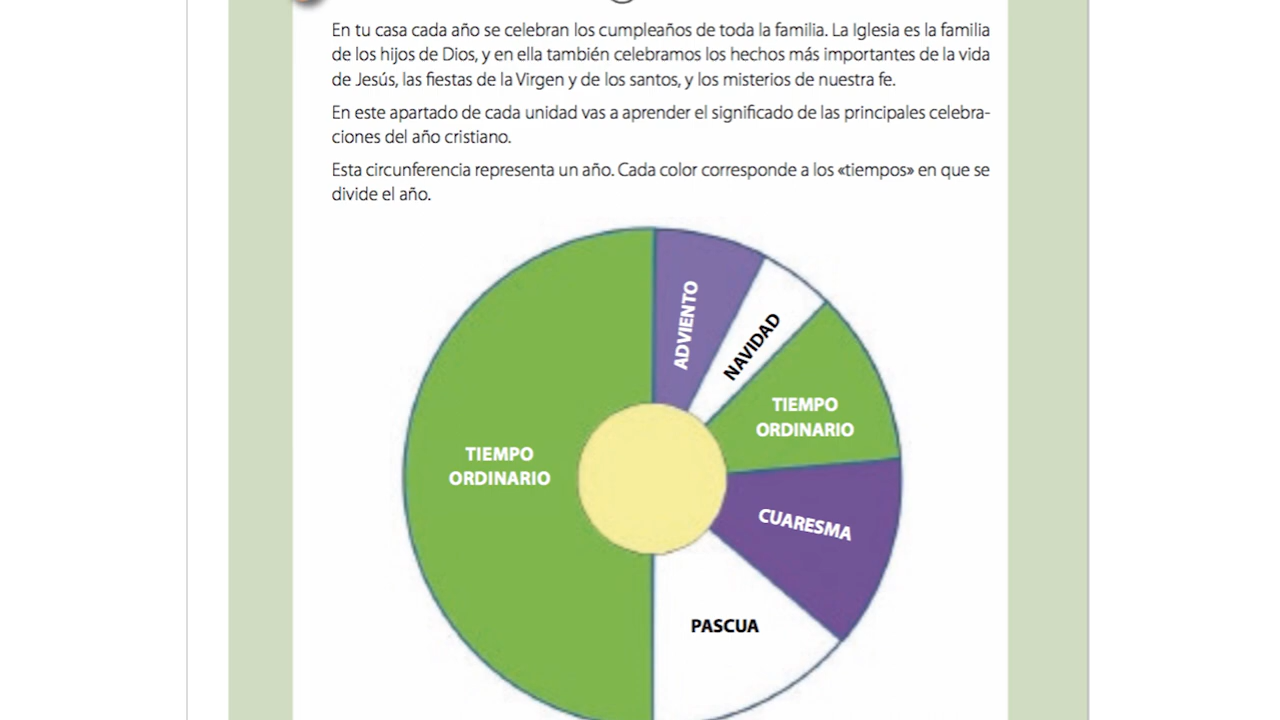 En tu casa cada año se celebran los cumpleaños de toda la familia. La Iglesia es la familia
de los hijos de Dios, y en ella también celebramos los hechos más importantes de la vida
de Jesús, las fiestas de la Virgen y de los santos, y los misterios de nuestra fe.
En este apartado de cada unidad vas a aprender el significado de las principales celebra-
ciones del año cristiano.
Esta circunferencia representa un año. Cada color corresponde a los «tiempos» en que se
divide el año.
ADVIENTO
NAVIDAD
TIEMPO
ORDINARIO
TIEMPO
ORDINARIO
CUARESMA
PASCUA